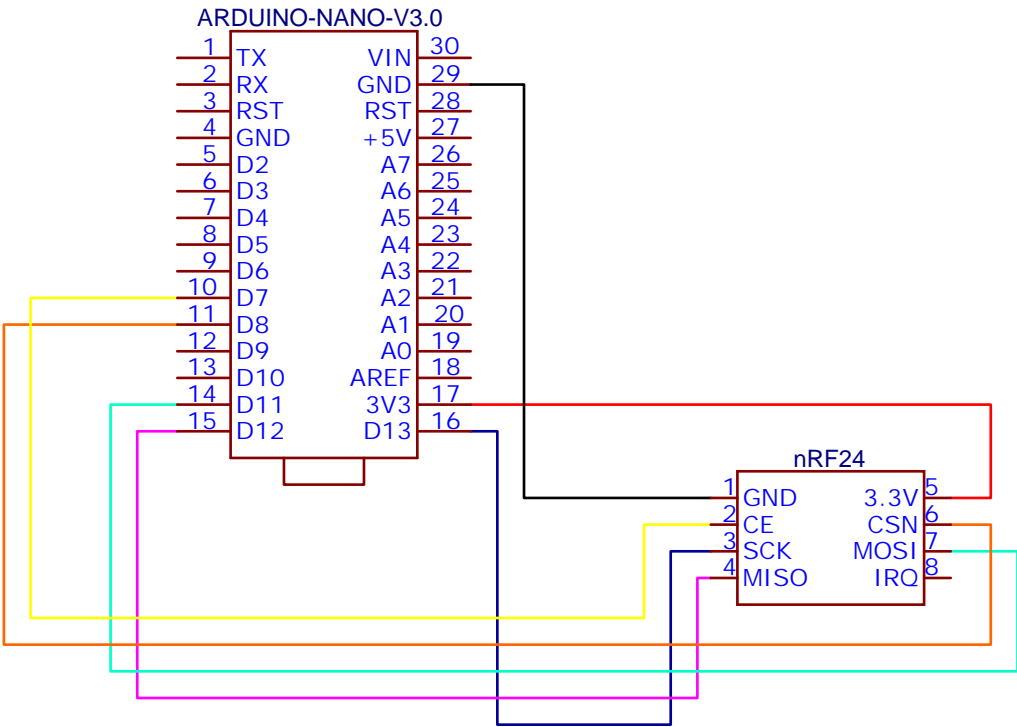 ARDUINO-NANO-V3.0
1 TX VIN 30
2 RX GND 29
3 RST RST 28
4 GND +5V 27
5 D2 A7 26
6 D3 A6 25
7 D4 A5 24
8 D5 A4 23
9 D6 A3 22
10 D7 A2 21
11 D8 A1 20
12 D9 A0 19
13 D10 AREF 18
14 D11 3V3 17
15 D12 D13 16
nRF24
1 GND 3.3V 5
2 CE CSN 6
3 SCK MOSI 7
4 MISO IRQ 8